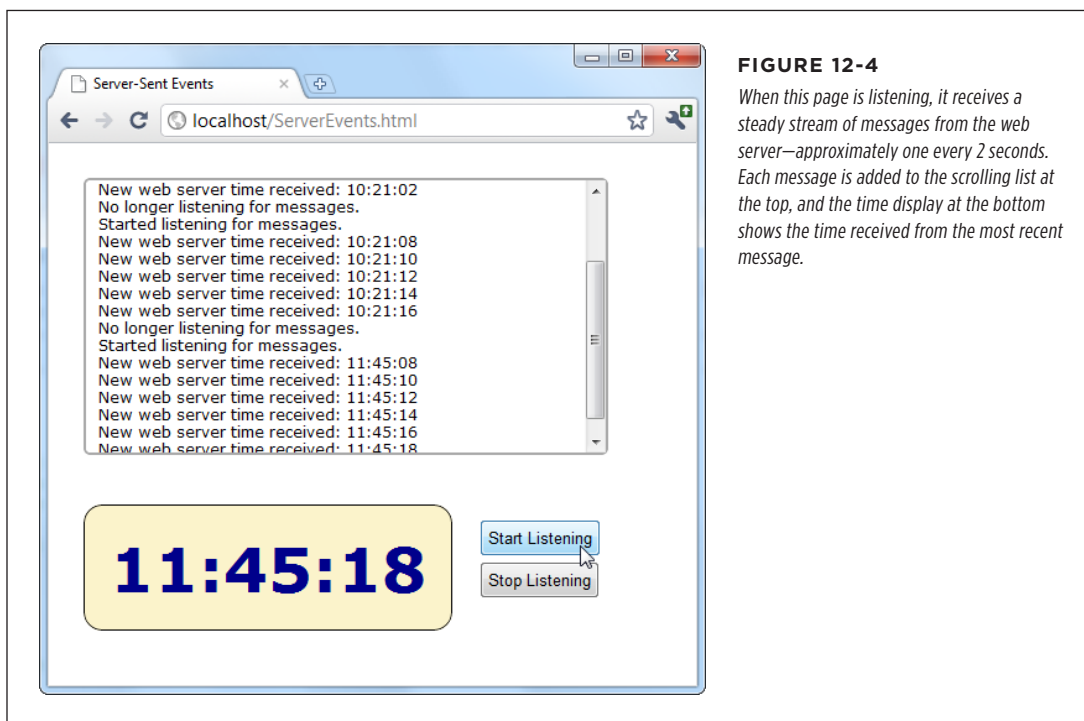 Server-Sent Events
localhost/ServerEvents.html
New web server time received: 10:21:02
No longer listening for messages.
Started listening for messages.
New web server time received: 10:21:08
New web server time received: 10:21:10
New web server time received: 10:21:12
New web server time received: 10:21:14
New web server time received: 10:21:16
No longer listening for messages.
Started listening for messages.
New web server time received: 11:45:08
New web server time received: 11:45:10
New web server time received: 11:45:12
New web server time received: 11:45:14
New web server time received: 11:45:16
New web server time received: 11:45:18
11:45:18
Start Listening
Stop Listening
FIGURE 12-4
When this page is listening, it receives a
steady stream of messages from the web
server—approximately one every 2 seconds.
Each message is added to the scrolling list at
the top, and the time display at the bottom
shows the time received from the most recent
message.